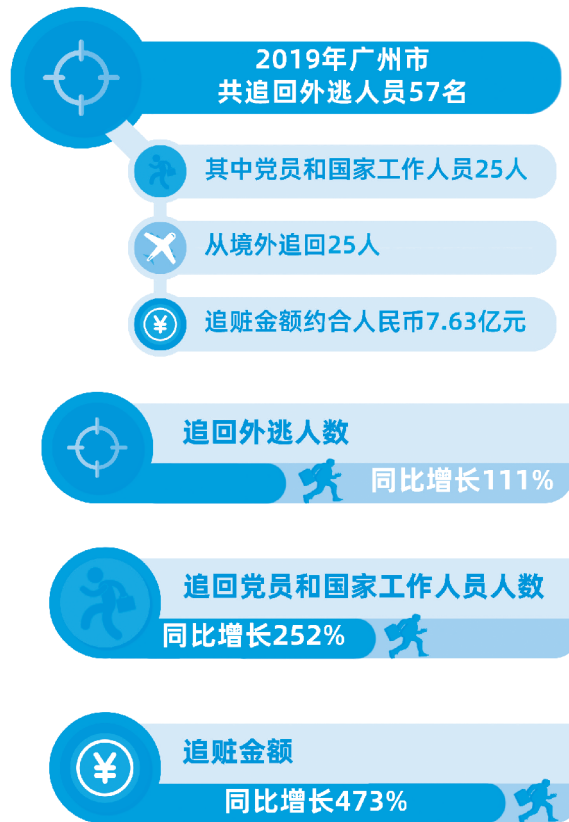 2019年广州市
共追回外逃人员57名
其中党员和国家工作人员25人
从境外追回25人
¥
追赃金额约合人民币7.63亿元
追回外逃人数
同比增长111%
追回党员和国家工作人员人数
同比增长252%
¥
追赃金额
同比增长473%